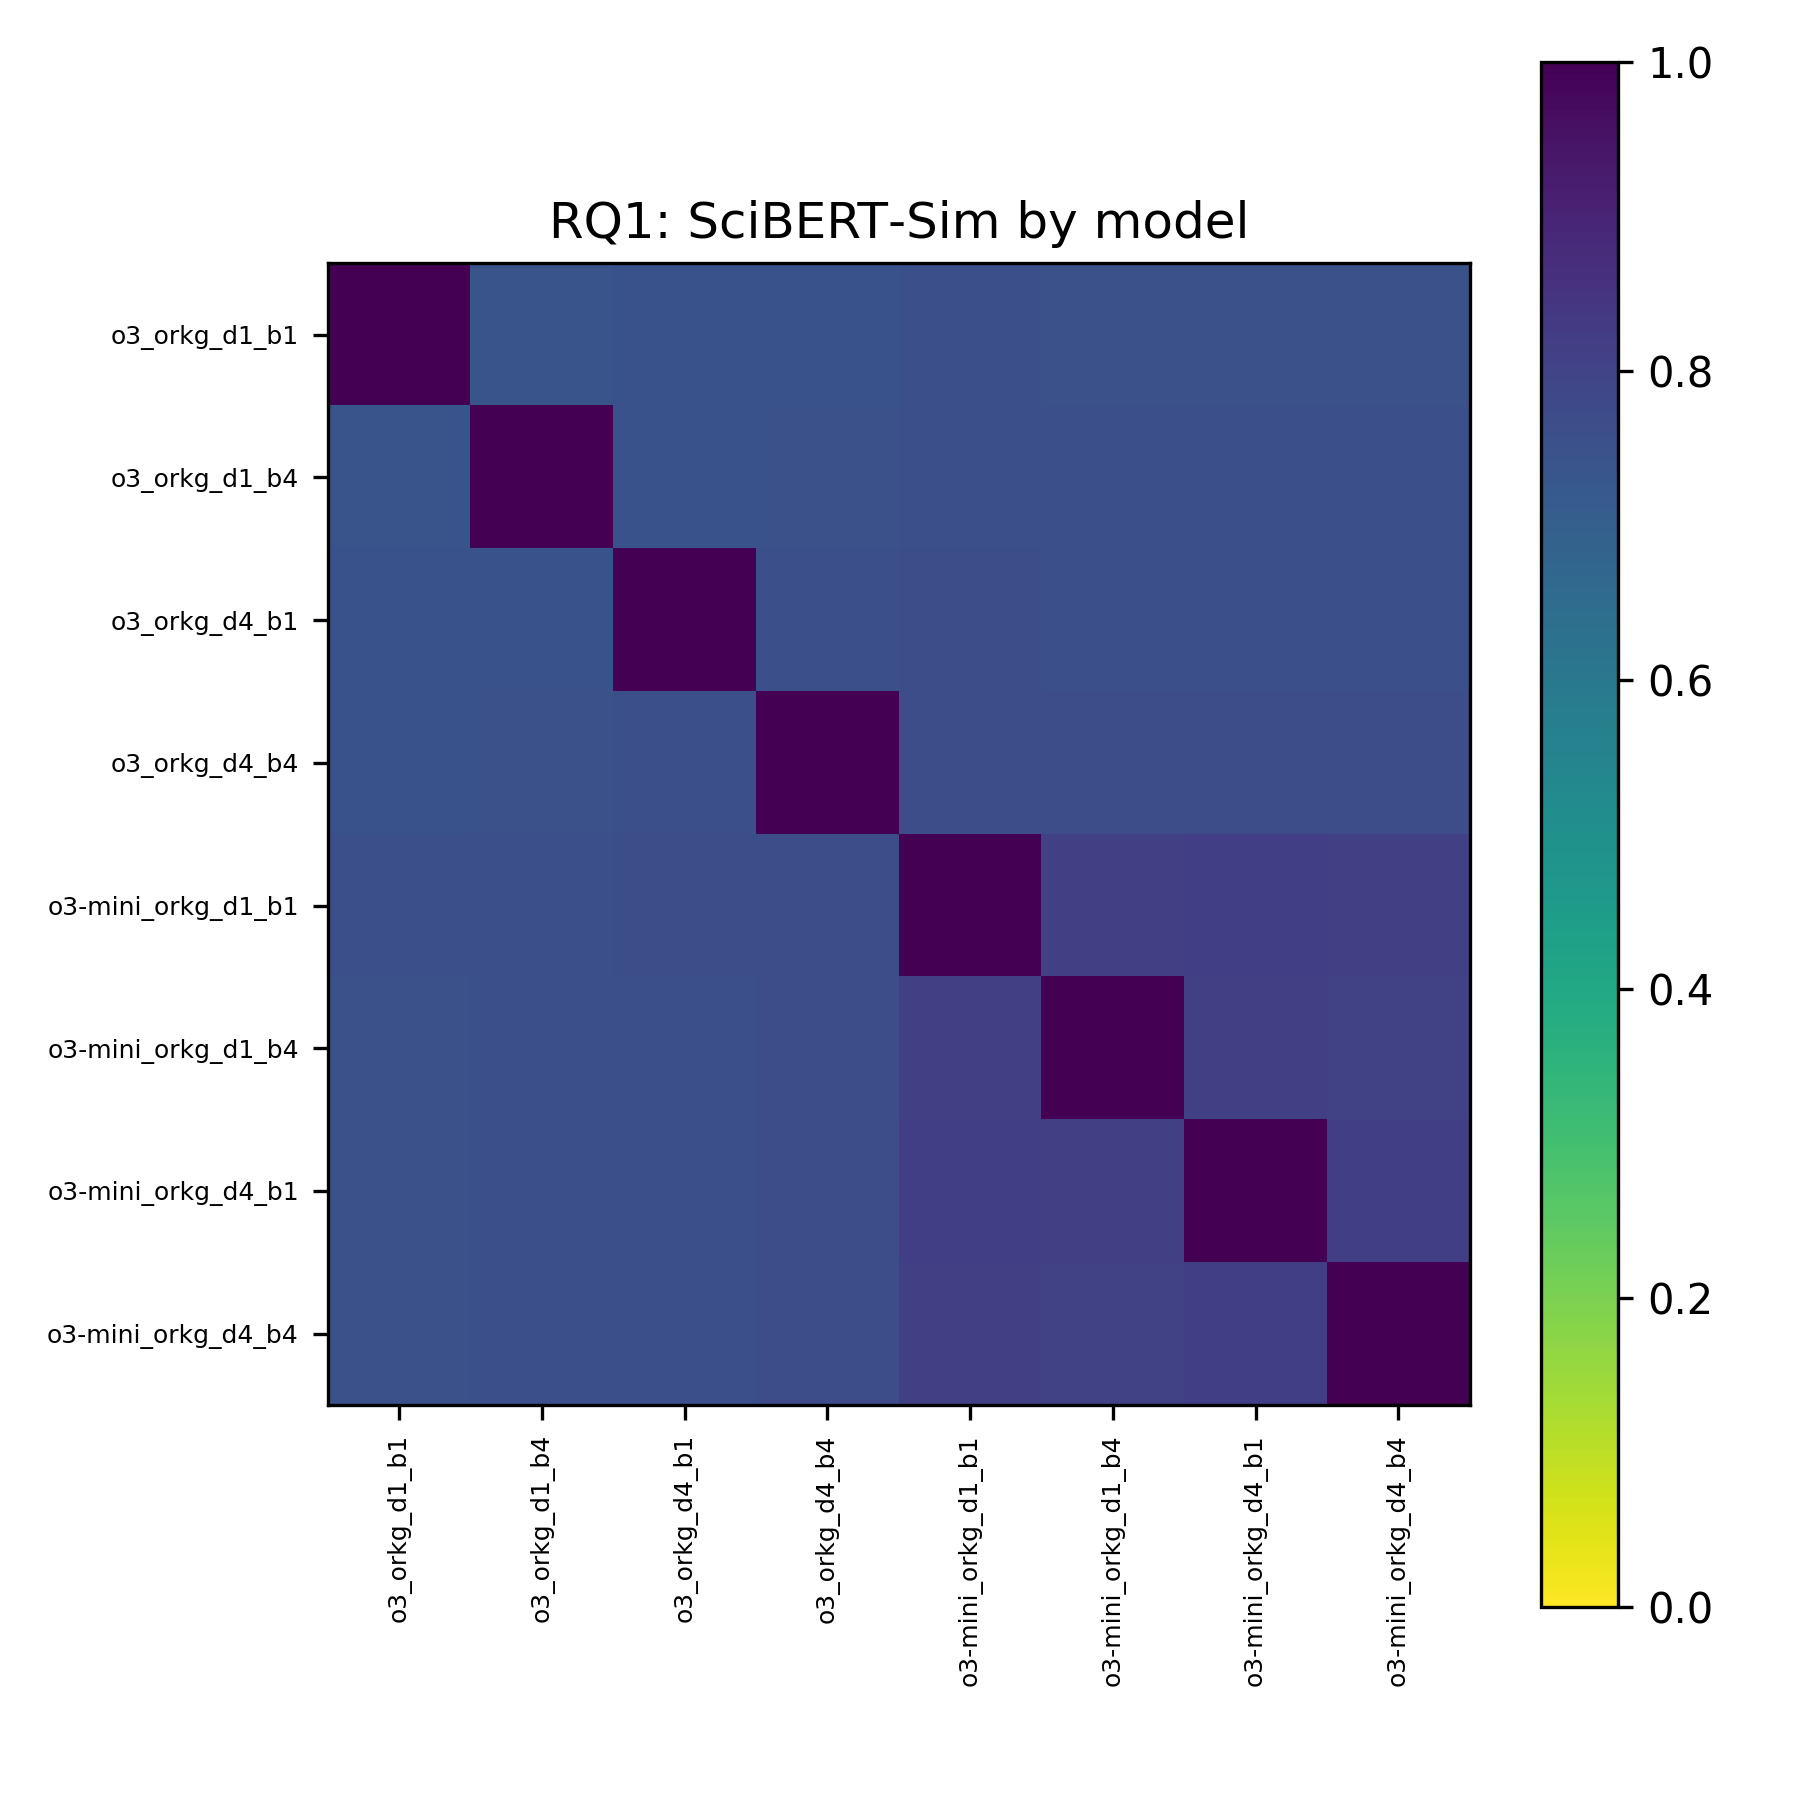 RQ1: SciBERT-Sim by model
o3_orkg_d1_b1
o3_orkg_d1_b4
o3_orkg_d4_b1
o3_orkg_d4_b4
o3-mini_orkg_d1_b1
o3-mini_orkg_d1_b4
o3-mini_orkg_d4_b1
o3-mini_orkg_d4_b4
o3_orkg_d1_b1
o3_orkg_d1_b4
o3_orkg_d4_b1
o3_orkg_d4_b4
o3-mini_orkg_d1_b1
o3-mini_orkg_d1_b4
o3-mini_orkg_d4_b1
o3-mini_orkg_d4_b4
1.0
0.8
0.6
0.4
0.2
0.0